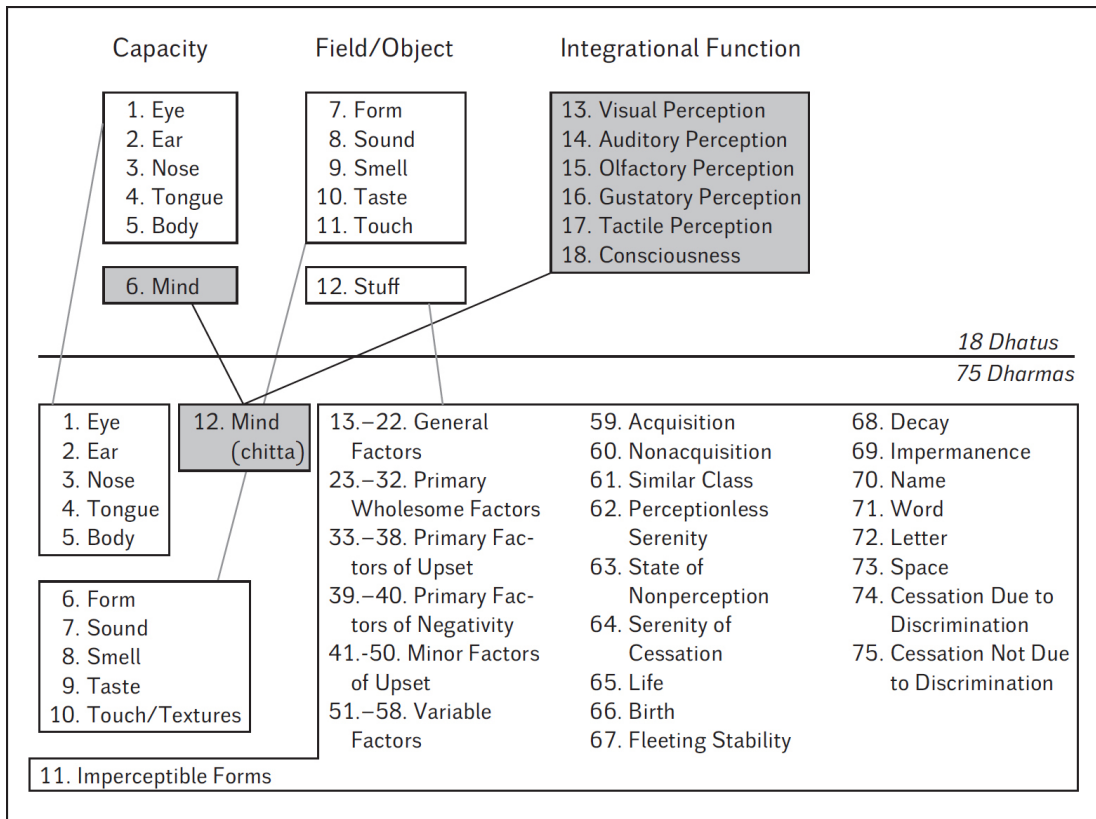 Capacity
Field/Object
Integrational Function
1. Eye
2. Ear
3. Nose
4. Tongue
5. Body
6. Mind
7. Form
8. Sound
9. Smell
10. Taste
11. Touch
12. Stuff
13. Visual Perception
14. Auditory Perception
15. Olfactory Perception
16. Gustatory Perception
17. Tactile Perception
18. Consciousness
18 Dhatus
75 Dharmas
1. Eye
2. Ear
3. Nose
4. Tongue
5. Body
12. Mind
(chitta)
6. Form
7. Sound
8. Smell
9. Taste
10. Touch/Textures
11. Imperceptible Forms
13.–22. General
Factors
23.–32. Primary
Wholesome Factors
33.–38. Primary Fac-
tors of Upset
39.–40. Primary Fac-
tors of Negativity
41.-50. Minor Factors
of Upset
51.–58. Variable
Factors
59. Acquisition
60. Nonacquisition
61. Similar Class
62. Perceptionless
Serenity
63. State of
Nonperception
64. Serenity of
Cessation
65. Life
66. Birth
67. Fleeting Stability
68. Decay
69. Impermanence
70. Name
71. Word
72. Letter
73. Space
74. Cessation Due to
Discrimination
75. Cessation Not Due
to Discrimination